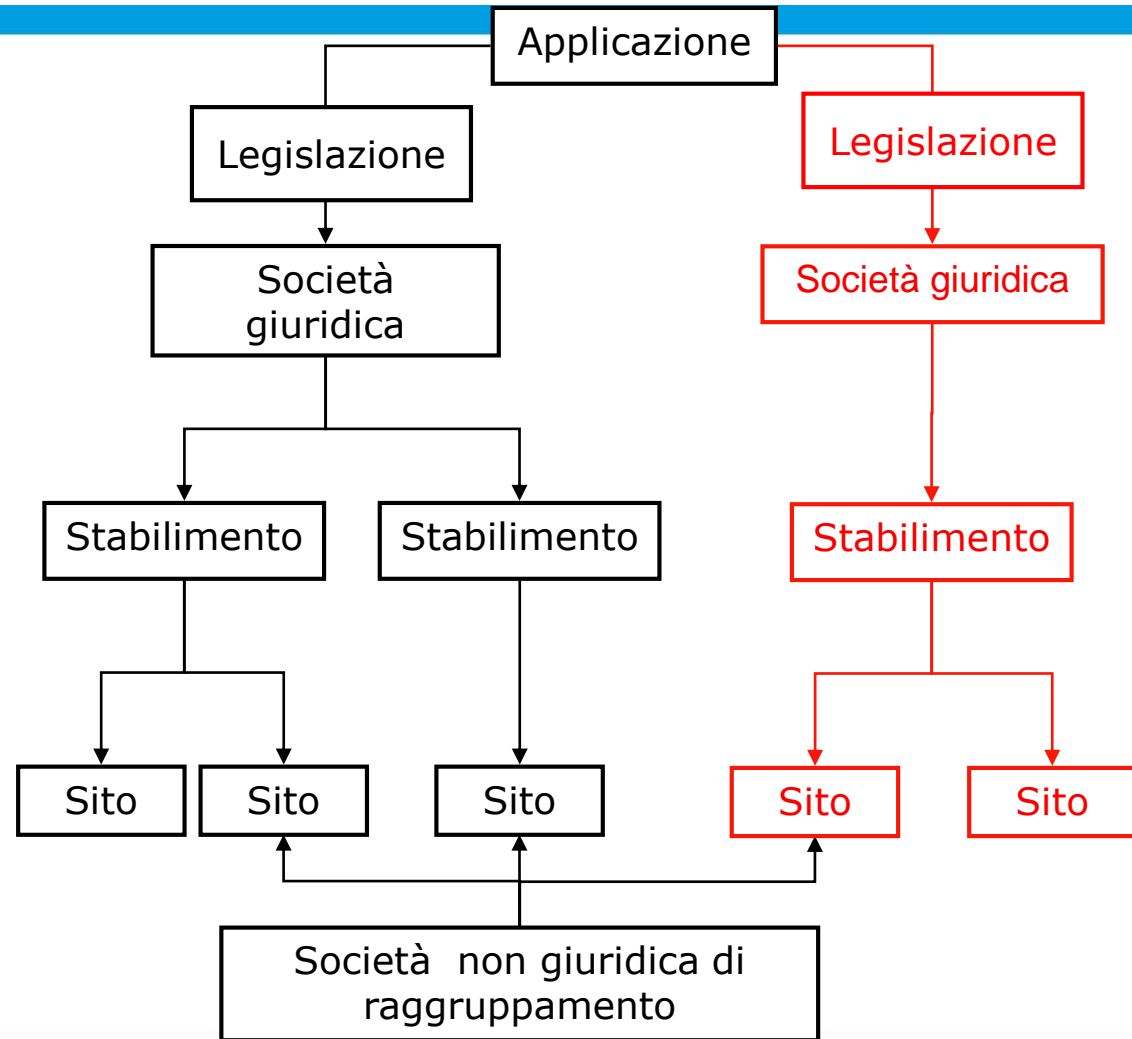 Applicazione
Legislazione
Legislazione
Società
giuridica
Società giuridica
Stabilimento
Stabilimento
Stabilimento
Sito
Sito
Sito
Sito
Sito
Società non giuridica di
raggruppamento